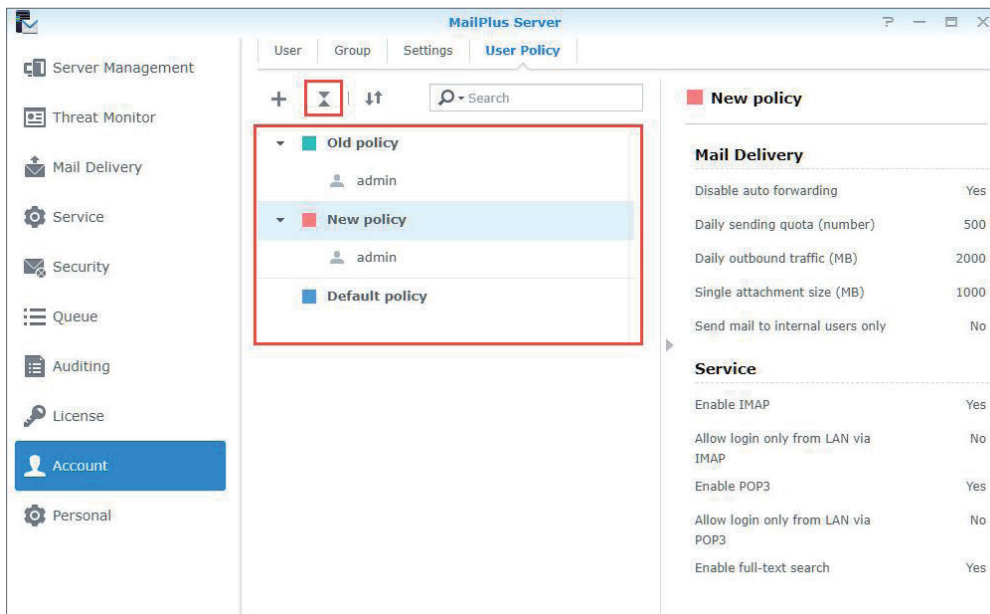 MailPlus Server
Server Management
Threat Monitor
Mail Delivery
Service
Security
Queue
Auditing
License
Account
Personal
User Group Settings User Policy
Search
Old policy
admin
New policy
admin
Default policy
New policy
Mail Delivery
Disable auto forwarding Yes
Daily sending quota (number) 500
Daily outbound traffic (MB) 2000
Single attachment size (MB) 1000
Send mail to internal users only No
Service
Enable IMAP Yes
Allow login only from LAN via No
IMAP
Enable POP3 Yes
Allow login only from LAN via No
POP3
Enable full-text search Yes